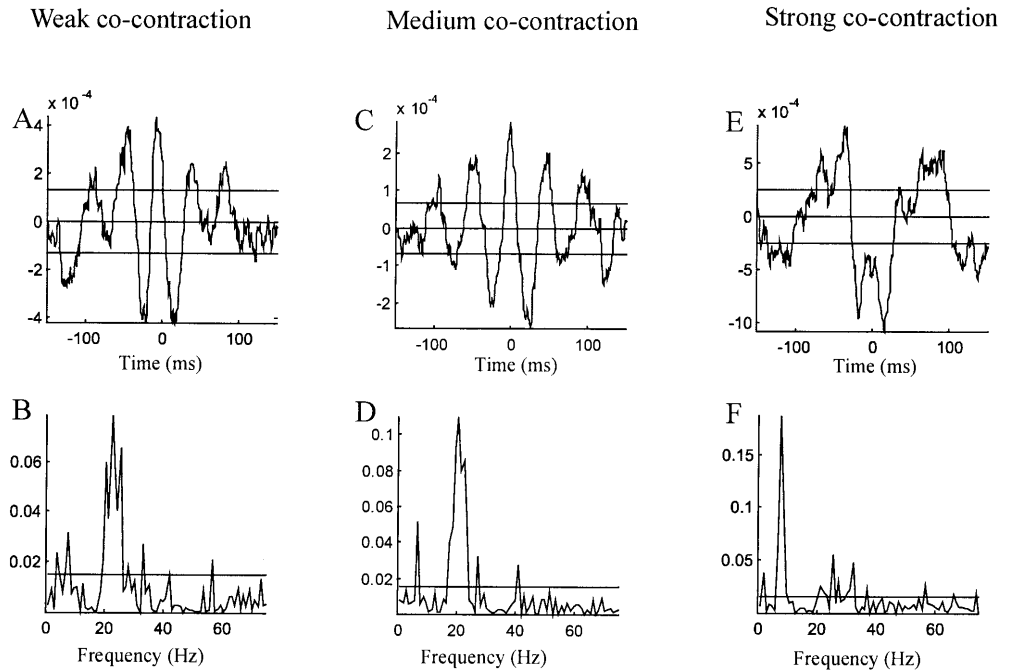 Weak co-contraction
Medium co-contraction
Strong co-contraction
A
x 10 -4
4
2
0
-2
-4
-100 0 100
Time (ms)
C
x 10 -4
2
1
0
-1
-2
-100 0 100
Time (ms)
E
x 10 -4
5
0
-5
-10
-100 0 100
Time (ms)
B
0.06
0.04
0.02
0 20 40 60
Frequency (Hz)
D
0.1
0.08
0.06
0.04
0.02
0 20 40 60
Frequency (Hz)
F
0.15
0.1
0.05
0 20 40 60
Frequency (Hz)